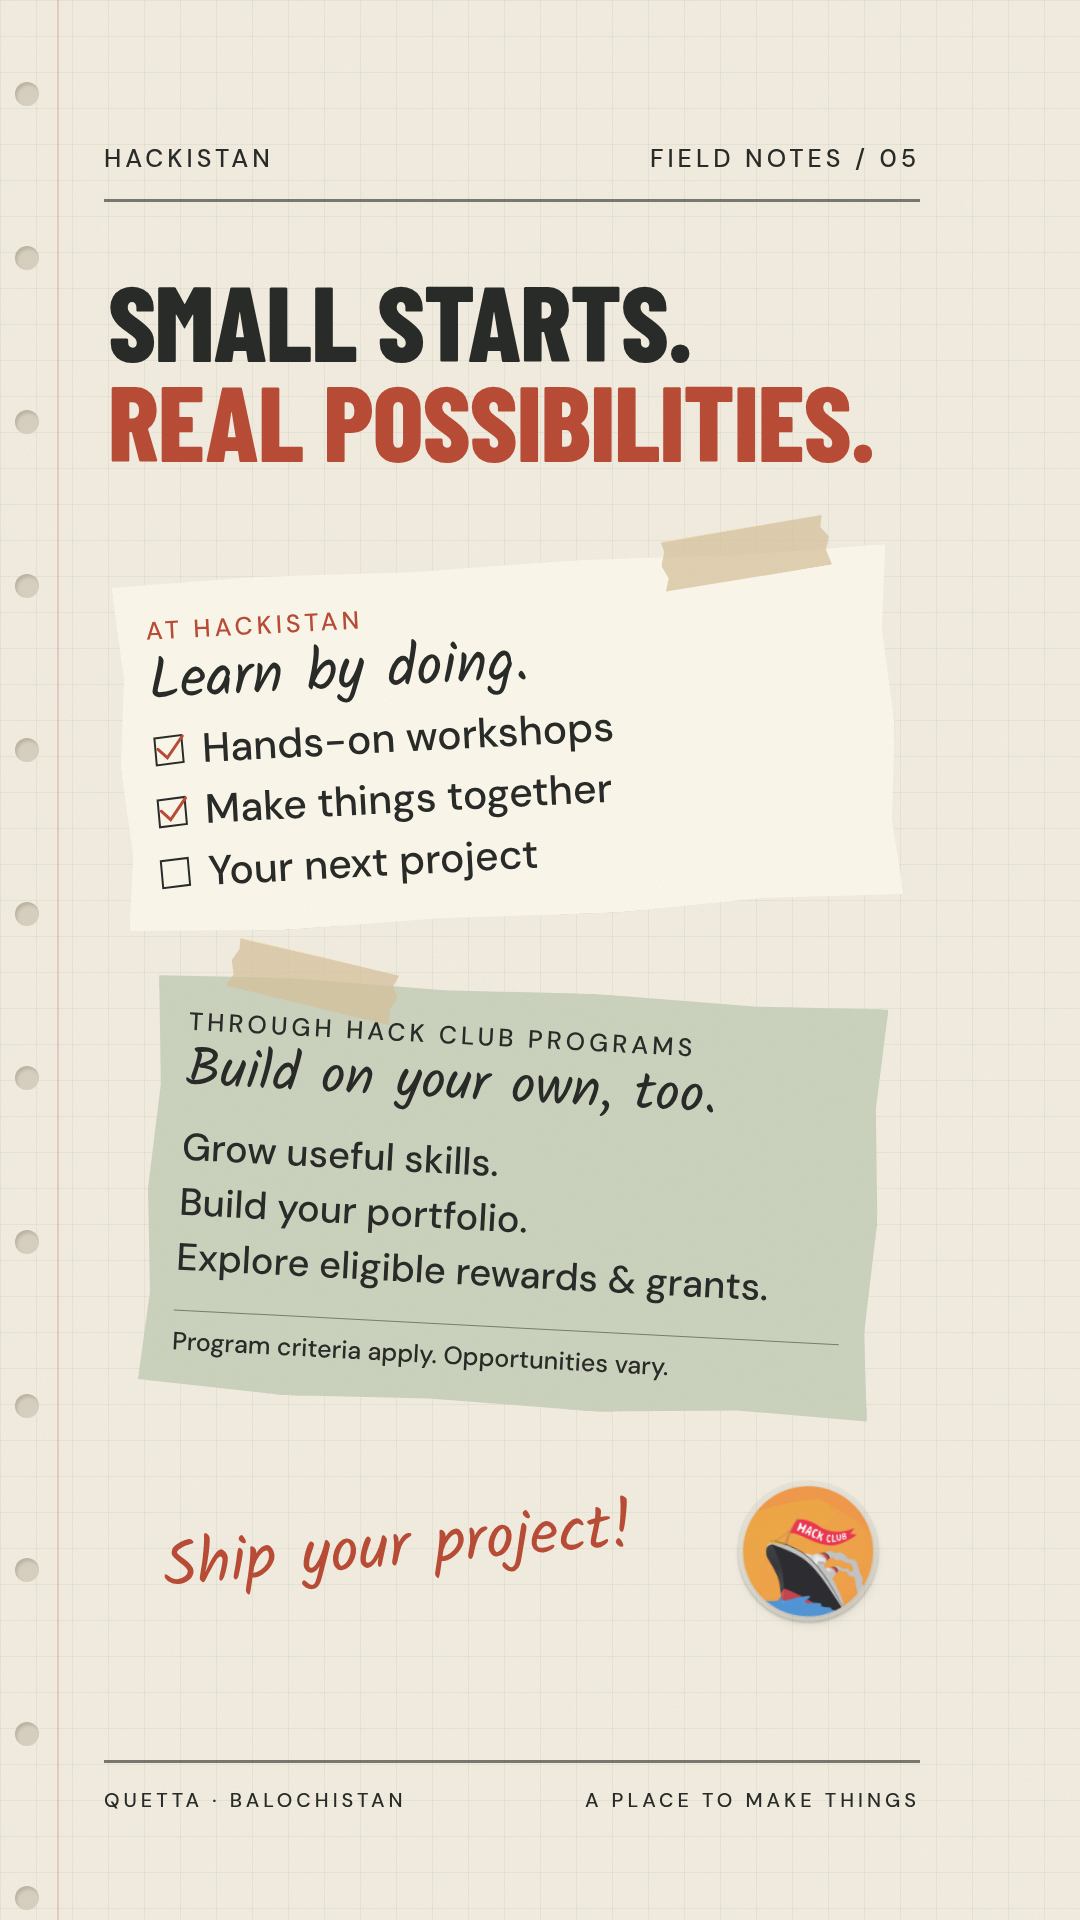 HACKISTAN
FIELD NOTES / 05
SMALL STARTS.
REAL POSSIBILITIES.
AT HACKISTAN
Learn by doing.
Hands-on workshops
Make things together
Your next project
THROUGH HACK CLUB PROGRAMS
Build on your own, too.
Grow useful skills.
Build your portfolio.
Explore eligible rewards & grants.
Program criteria apply. Opportunities vary.
Ship your project!
HACK CLUB
QUETTA · BALOCHISTAN
A PLACE TO MAKE THINGS